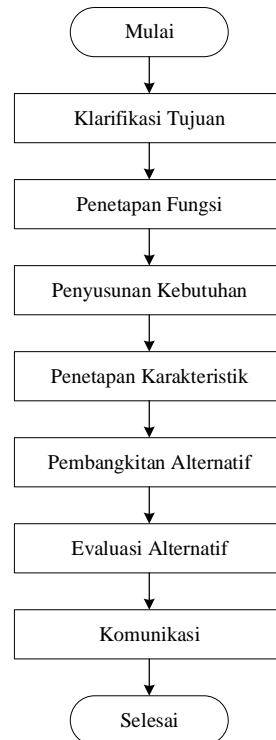 Mulai
Klarifikasi Tujuan
Penetapan Fungsi
Penyusunan Kebutuhan
Penetapan Karakteristik
Pembangkitan Alternatif
Evaluasi Alternatif
Komunikasi
Selesai